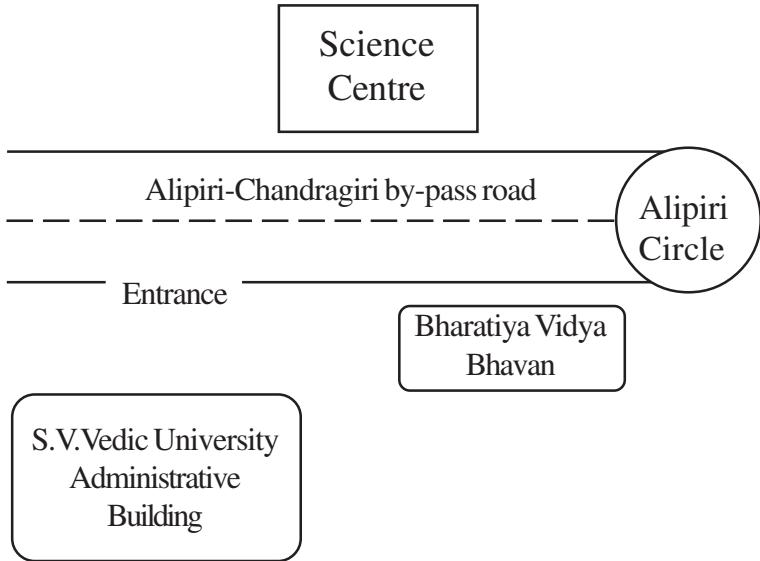 Science
Centre
Alipiri-Chandragiri by-pass road
Alipiri
Circle
Entrance
Bharatiya Vidya
Bhavan
S.V.Vedic University
Administrative
Building